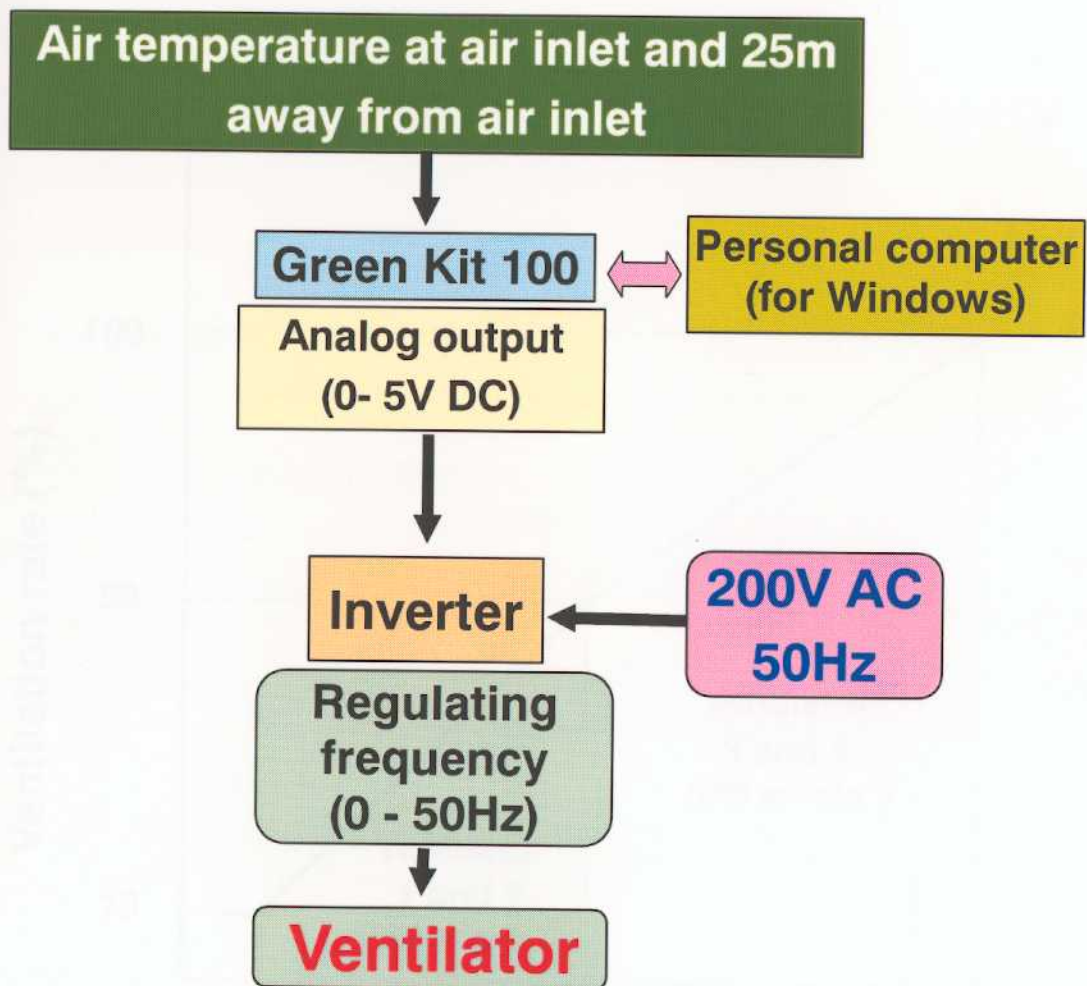 Air temperature at air inlet and 25m
away from air inlet
Green Kit 100
Personal computer
(for Windows)
Analog output
(0- 5V DC)
Inverter
200V AC
50Hz
Regulating
frequency
(0 - 50Hz)
Ventilator